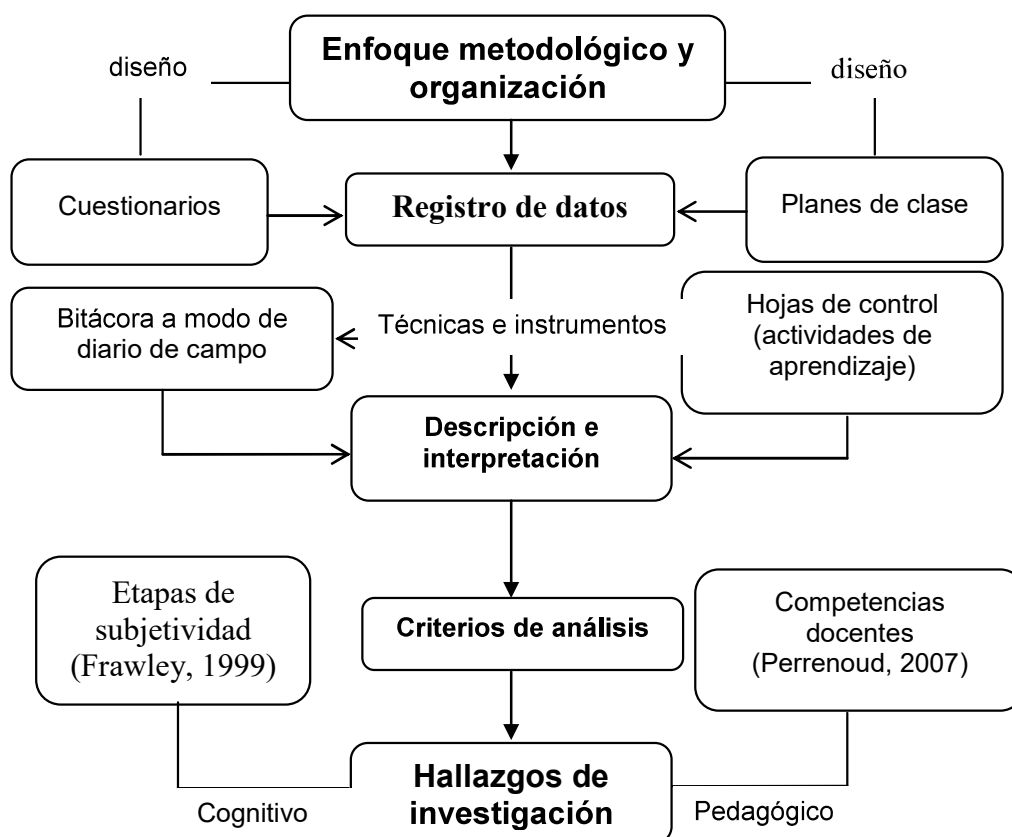 Enfoque metodológico y
organización
diseño
diseño
Cuestionarios
Registro de datos
Planes de clase
Bitácora a modo de
diario de campo
Técnicas e instrumentos
Hojas de control
(actividades de
aprendizaje)
Descripción e
interpretación
Etapas de
subjetividad
(Frawley, 1999)
Criterios de análisis
Competencias
docentes
(Perrenoud, 2007)
Hallazgos de
investigación
Cognitivo
Pedagógico